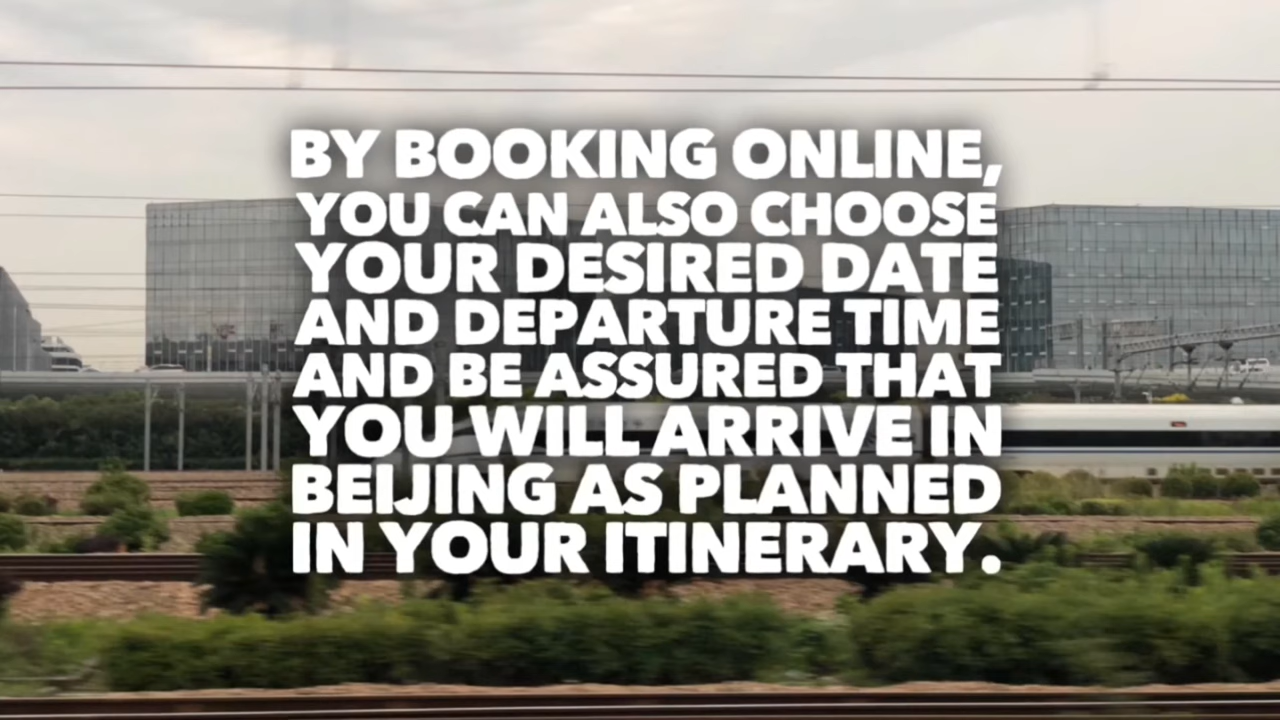 BY BOOKING ONLINE,
YOU CAN ALSO CHOOSE
YOUR DESIRED DATE
AND DEPARTURE TIME
AND BE ASSURED THAT
YOU WILL ARRIVE IN
BEIJING AS PLANNED
IN YOUR ITINERARY.